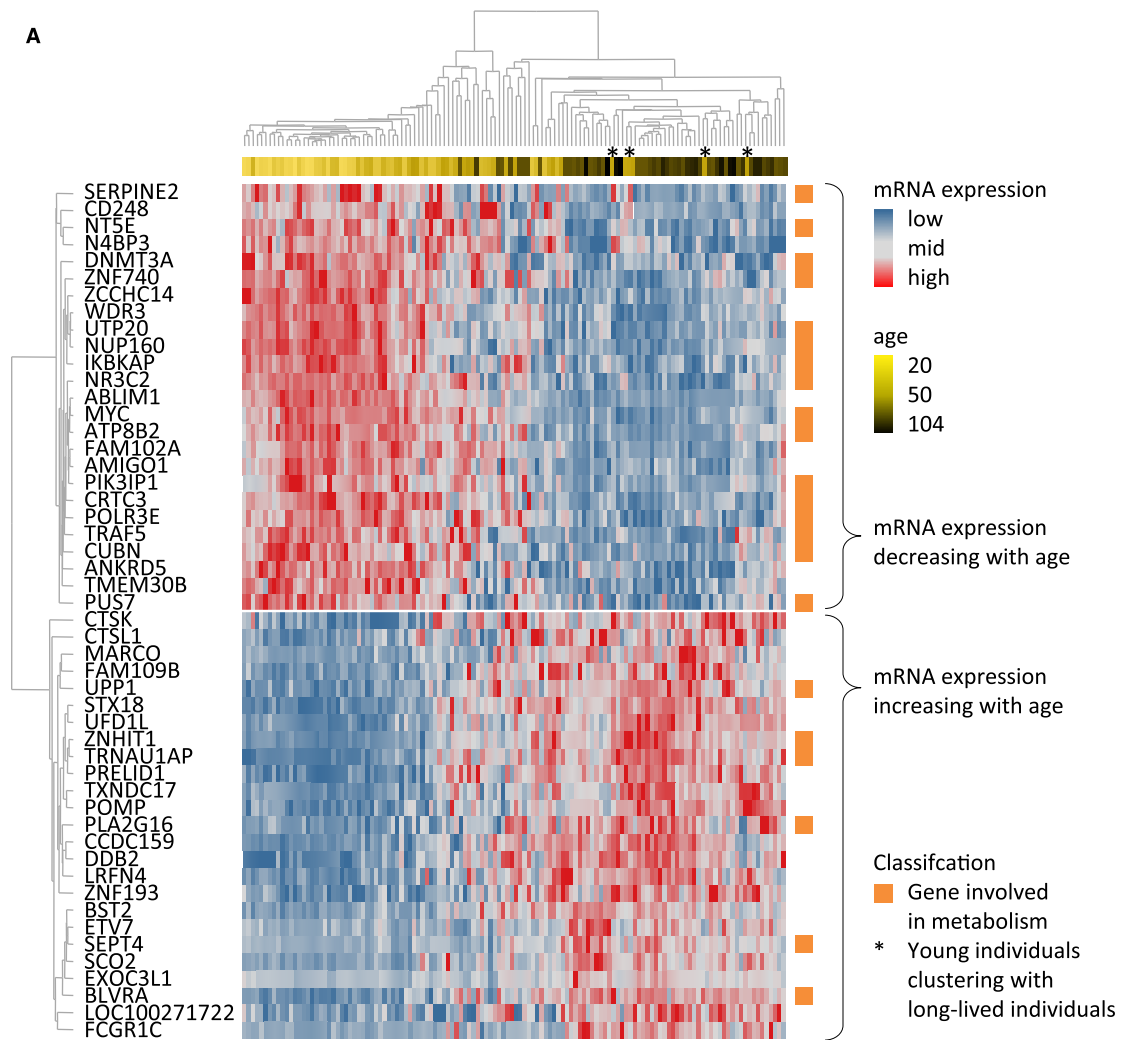 A
* * * *
SERPINE2
CD248
NT5E
N4BP3
DNMT3A
ZNF740
ZCCHC14
WDR3
UTP20
NUP160
IKBKAP
NR3C2
ABLIM1
MYC
ATP8B2
FAM102A
AMIGO1
PIK3IP1
CRTC3
POLR3E
TRAF5
CUBN
ANKRD5
TMEM30B
PUS7
CTSK
CTSL1
MARCO
FAM109B
UPP1
STX18
UFD1L
ZNHIT1
TRNAU1AP
PRELID1
TXNDC17
POMP
PLA2G16
CCDC159
DDB2
LRFN4
ZNF193
BST2
ETV7
SEPT4
SCO2
EXOC3L1
BLVRA
LOC100271722
FCGR1C
mRNA expression
low
mid
high
age
20
50
104
mRNA expression
decreasing with age
mRNA expression
increasing with age
Classifcation
Gene involved
in metabolism
* Young individuals
clustering with
long-lived individuals